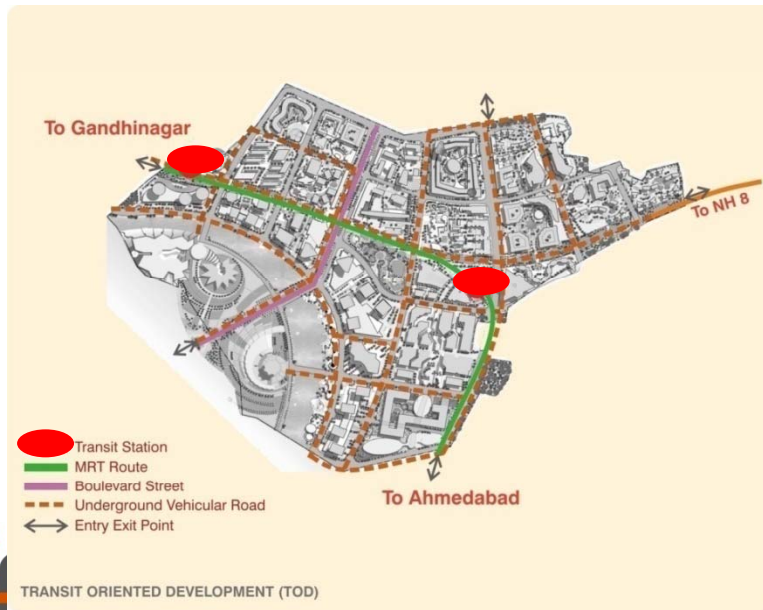 To Gandhinagar
To NH 8
Transit Station
MRT Route
Boulevard Street
Underground Vehicular Road
Entry Exit Point
To Ahmedabad
TRANSIT ORIENTED DEVELOPMENT (TOD)